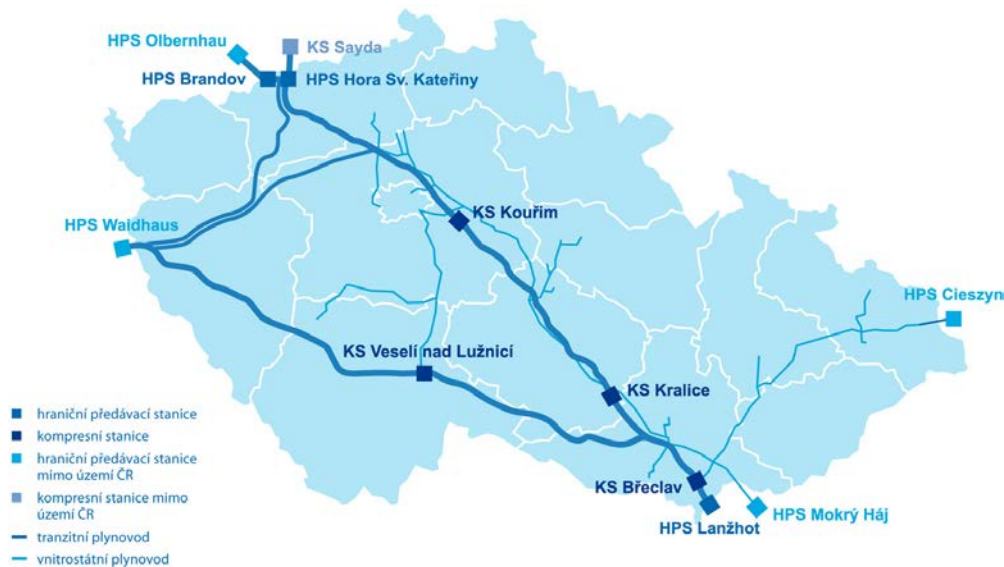 HPS Olbernhau
KS Sayda
HPS Brandov
HPS Hora Sv. Kateřiny
HPS Waidhaus
KS Kouřim
HPS Cieszyn
KS Veselí nad Lužnicí
KS Kralice
KS Břeclav
HPS Lanžhot
HPS Mokrý Háj
hraniční předávací stanice
kompresní stanice
hraniční předávací stanice
mimo území ČR
kompresní stanice mimo
území ČR
tranzitní plynovod
vnitrostátní plynovod